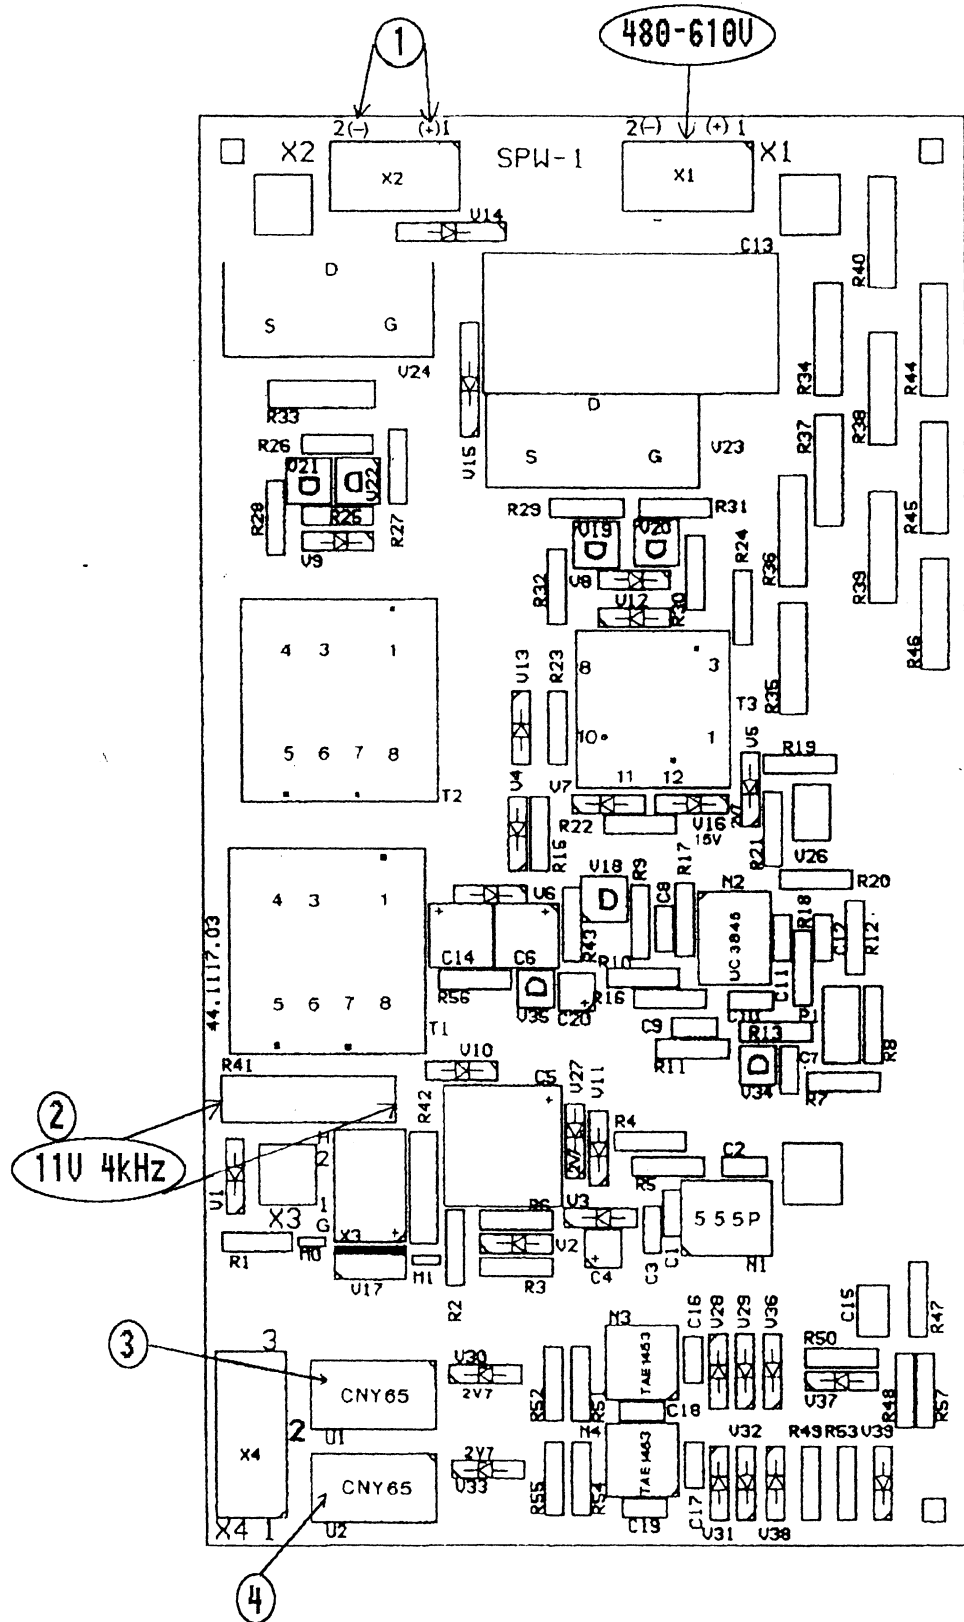 1
480-610V
2(-) (+)1
2(-) (+) 1
X2
SPW-1
X1
X2
X1
V14
C13
R40
D
S G
V24
R33
V15
D
S G
V23
R34
R44
R38
R37
R26
V21
V22
R28
R25
R27
V9
R29
R31
V19
V20
R24
R32
V8
V12
R30
R36
R45
R39
R46
R35
4 3 1
5 6 7 8
T2
V13
R23
8 3
10 1
11 12
T3
V5
R19
V4
V7
R15
R22
V16
15V
R21
V26
R20
4 3 1
5 6 7 8
T1
44.1117.03
V6
C14
C6
R56
V35
C20
R43
V18
R9
C8
R17
N2
UC3845
R18
C11
C12
R12
R10
R16
C10
P1
C9
R13
R11
V34
C7
R7
R8
V10
R41
2
11V 4kHz
R42
C5
V27
V11
2V7
R4
R5
C2
V1
H
2
1
G
X3
X3
R1
M0
M1
V17
R2
R6
V2
R3
V3
C4
C3
C1
555P
N1
3
3
CNY65
U1
X4
2
X4 1
CNY65
U2
4
V30
2V7
2V7
V33
R52
R51
R55
R54
N3
TAE1453
C18
N4
TAE1453
C19
C16
C17
V28
V29
V36
V32
V31
V38
C15
R47
R50
V37
R48
R57
R49
R53
V39